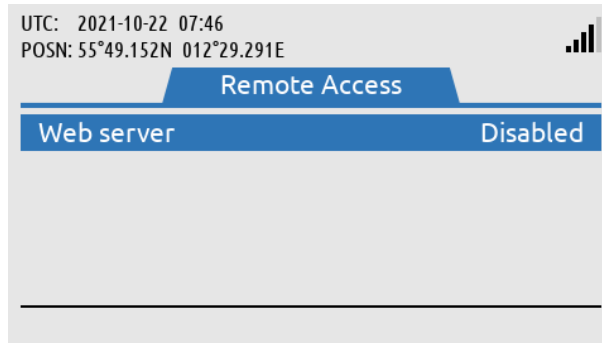 UTC: 2021-10-22 07:46
POSN: 55°49.152N 012°29.291E
Remote Access
Web server Disabled